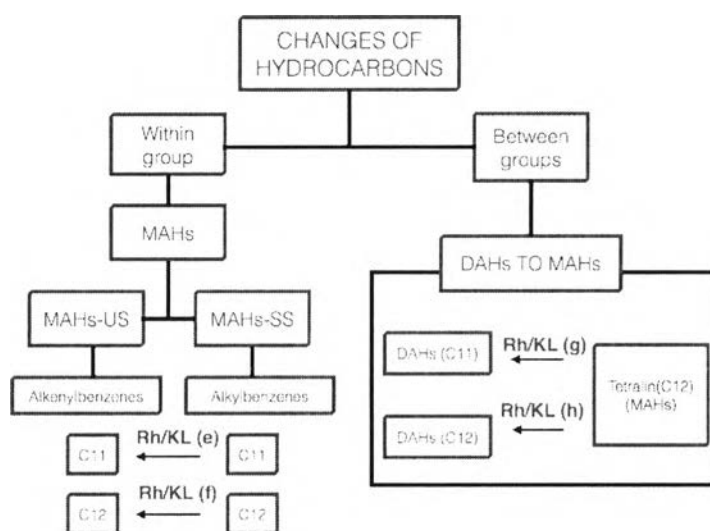 CHANGES OF
HYDROCARBONS
Within
group
Between
groups
MAHs
DAHs TO MAHs
MAHs-US
MAHs-SS
Alkenylbenzenes
Alkylbenzenes
Rh/KL (e)
C11
C11
Rh/KL (f)
C12
C12
Rh/KL (g)
DAHs (C11)
Rh/KL (h)
DAHs (C12)
Tetralin(C12)
(MAHs)